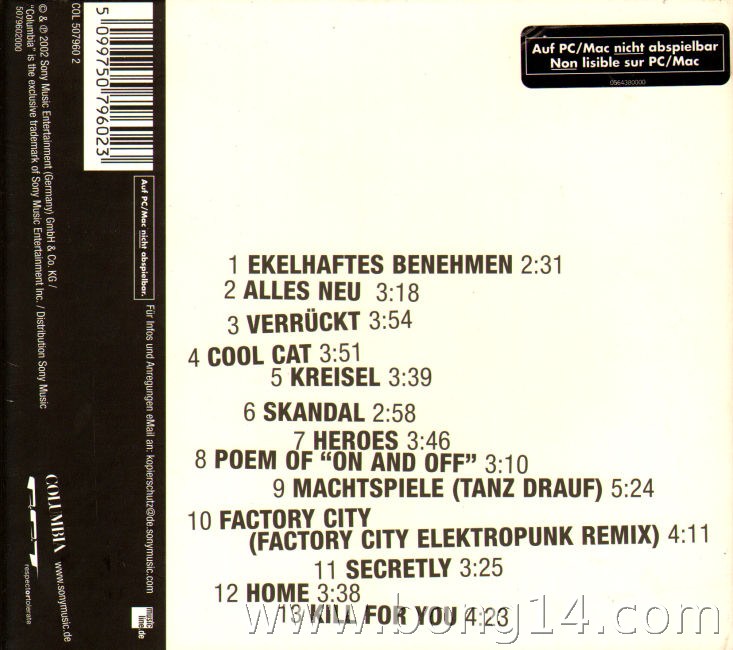 Auf PC/Mac nicht abspielbar
Non lisible sur PC/Mac
0564380000
1 EKELHAFTES BENEHMEN 2:31
2 ALLES NEU 3:18
3 VERRÜCKT 3:54
4 COOL CAT 3:51
5 KREISEL 3:39
6 SKANDAL 2:58
7 HEROES 3:46
8 POEM OF “ON AND OFF” 3:10
9 MACHTSPIELE (TANZ DRAUF) 5:24
10 FACTORY CITY
(FACTORY CITY ELEKTROPUNK REMIX) 4:11
11 SECRETLY 3:25
12 HOME 3:38
13 KILL FOR YOU 4:23
www.bong14.com
5 099750 796023
COL 507960 2
© & ℗ 2002 Sony Music Entertainment (Germany) GmbH & Co. KG /
"Columbia" is the exclusive trademark of Sony Music Entertainment Inc. / Distribution Sony Music
5079602000
Auf PC/Mac nicht abspielbar.
Für Infos und Anregungen eMail an: kopierschutz@de.sonymusic.com
COLUMBIA
www.sonymusic.de
respectortolerate
music
line.de